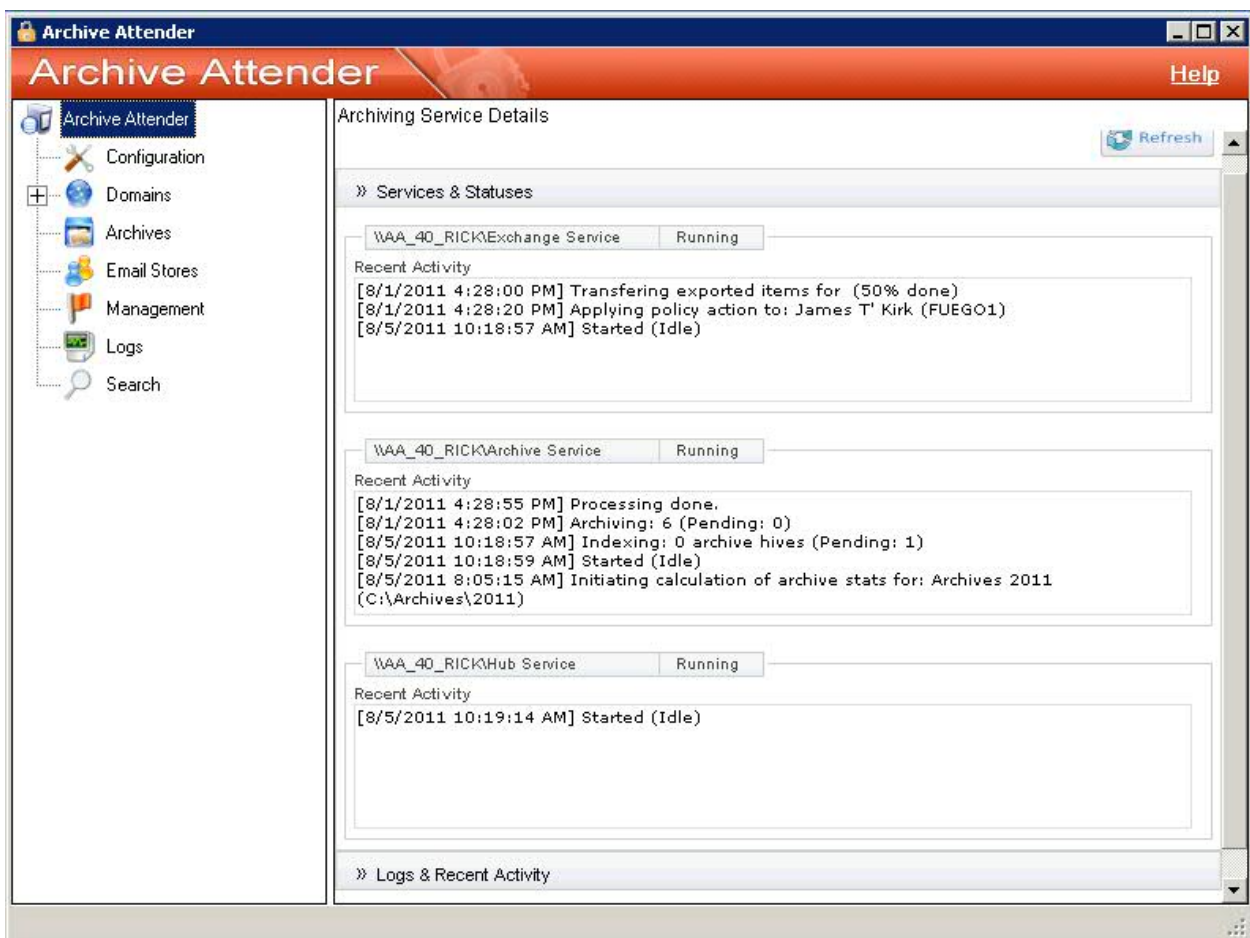 Archive Attender
Archive Attender
Help
Archive Attender
Configuration
Domains
Archives
Email Stores
Management
Logs
Search
Archiving Service Details
Refresh
» Services & Statuses
\\AA_40_RICK\Exchange Service Running
Recent Activity
[8/1/2011 4:28:00 PM] Transfering exported items for (50% done)
[8/1/2011 4:28:20 PM] Applying policy action to: James T' Kirk (FUEGO1)
[8/5/2011 10:18:57 AM] Started (Idle)
\\AA_40_RICK\Archive Service Running
Recent Activity
[8/1/2011 4:28:55 PM] Processing done.
[8/1/2011 4:28:02 PM] Archiving: 6 (Pending: 0)
[8/5/2011 10:18:57 AM] Indexing: 0 archive hives (Pending: 1)
[8/5/2011 10:18:59 AM] Started (Idle)
[8/5/2011 8:05:15 AM] Initiating calculation of archive stats for: Archives 2011
(C:\Archives\2011)
\\AA_40_RICK\Hub Service Running
Recent Activity
[8/5/2011 10:19:14 AM] Started (Idle)
» Logs & Recent Activity